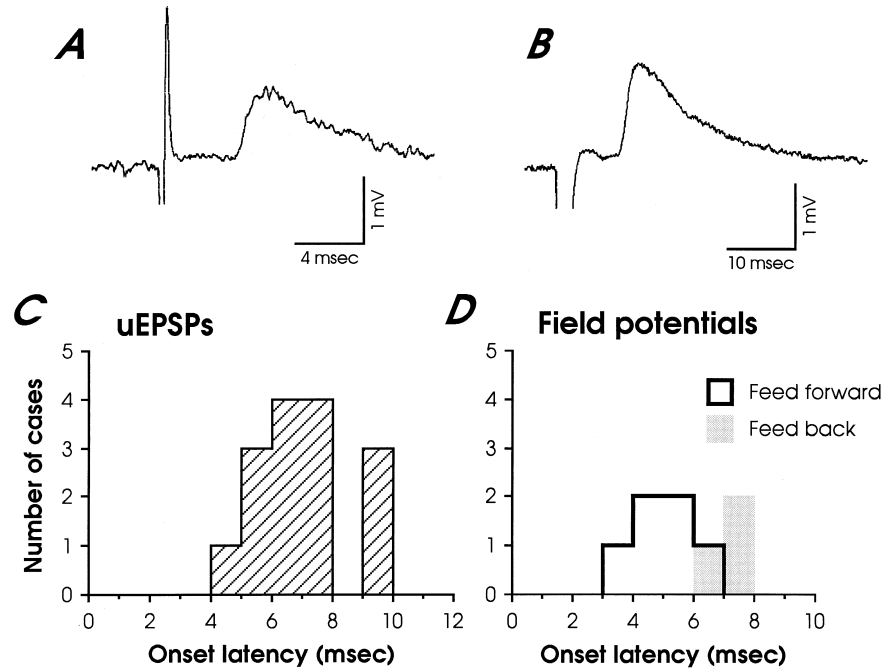 A
B
1 mV
4 msec
1 mV
10 msec
C
uEPSPs
Number of cases
5
4
3
2
1
0
0 2 4 6 8 10 12
Onset latency (msec)
D
Field potentials
5
4
3
2
1
0
Feed forward
Feed back
0 2 4 6 8 10
Onset latency (msec)